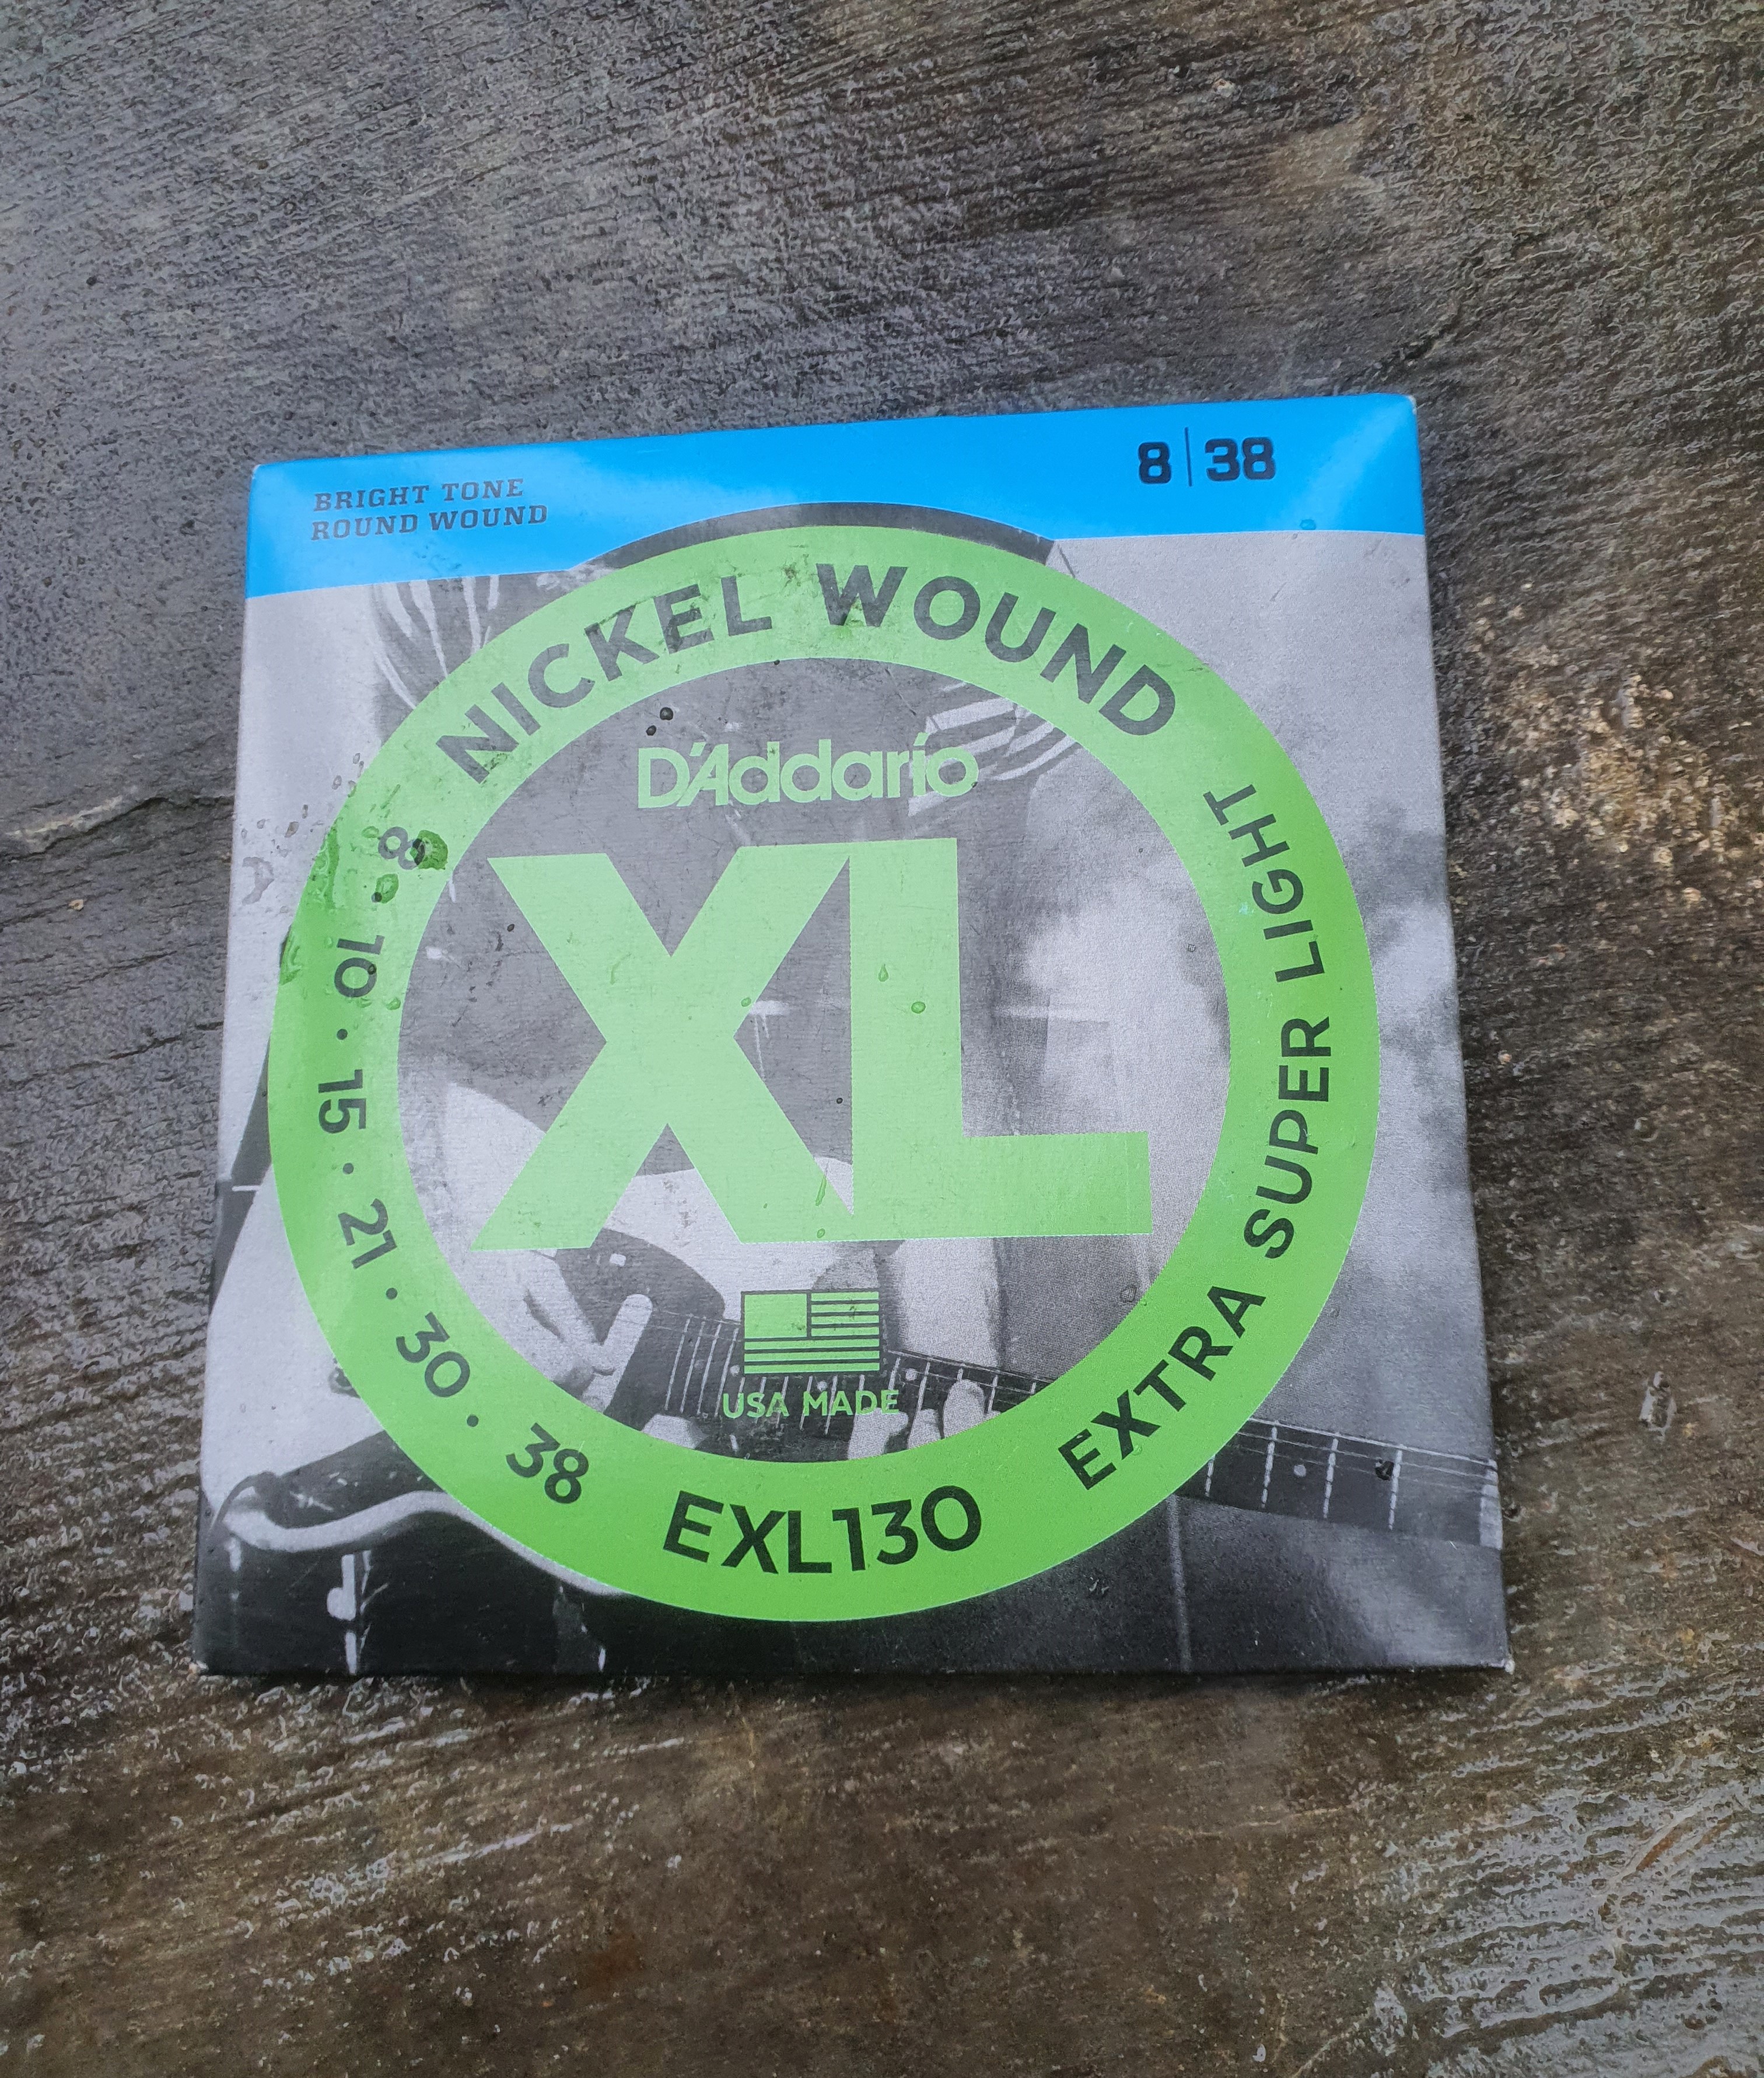 BRIGHT TONE
ROUND WOUND
8|38
NICKEL WOUND
D'Addario
XL
USA MADE
8 · 10 · 15 · 21 · 30 · 38
EXL130
EXTRA SUPER LIGHT